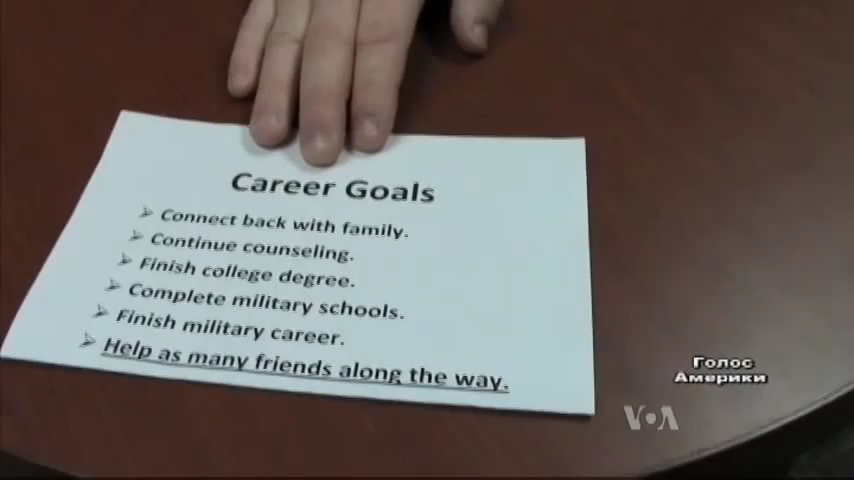 Career Goals
➢ Connect back with family.
➢ Continue counseling.
➢ Finish college degree.
➢ Complete military schools.
➢ Finish military career.
➢ Help as many friends along the way.
Голос
Америки
VOA